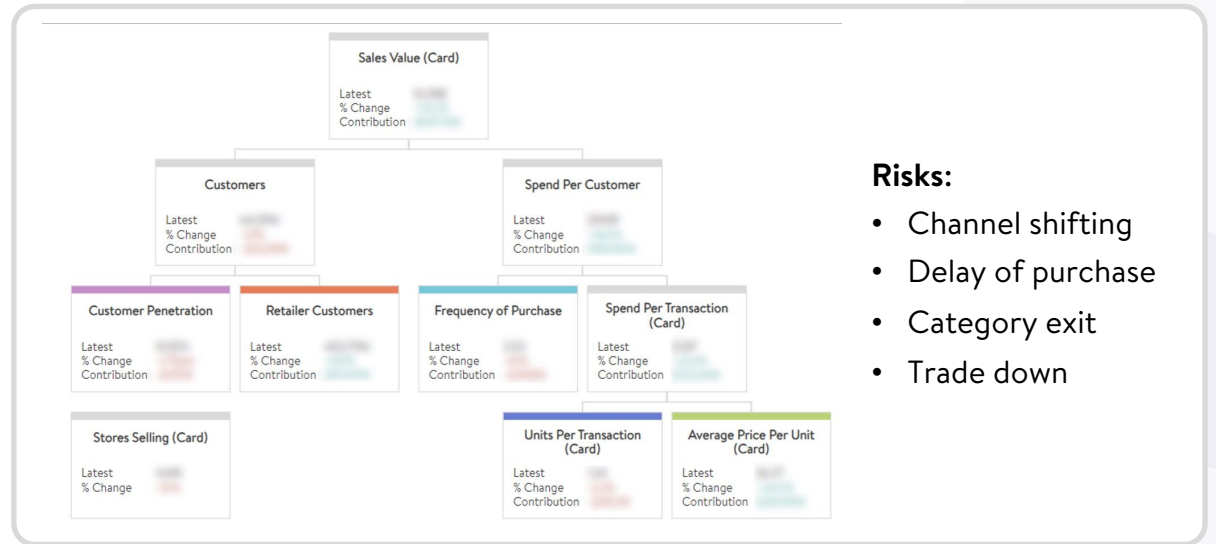 Sales Value (Card)
Latest
% Change
Contribution
Customers
Latest
% Change
Contribution
Spend Per Customer
Latest
% Change
Contribution
Customer Penetration
Latest
% Change
Contribution
Retailer Customers
Latest
% Change
Contribution
Frequency of Purchase
Latest
% Change
Contribution
Spend Per Transaction
(Card)
Latest
% Change
Contribution
Stores Selling (Card)
Latest
% Change
Units Per Transaction
(Card)
Latest
% Change
Contribution
Average Price Per Unit
(Card)
Latest
% Change
Contribution
Risks:
• Channel shifting
• Delay of purchase
• Category exit
• Trade down